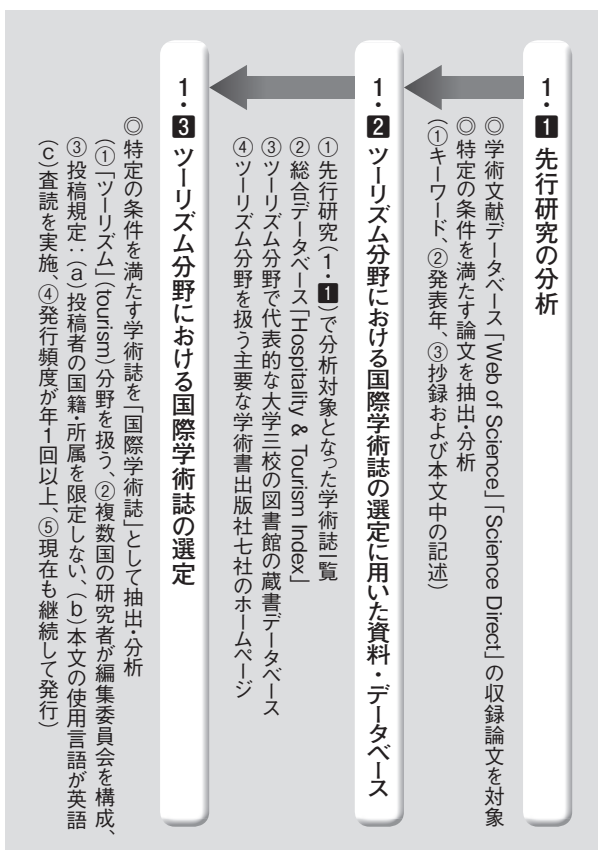 1・1 先行研究の分析
◎学術文献データベース「Web of Science」「Science Direct」の収録論文を対象
◎特定の条件を満たす論文を抽出・分析
(①キーワード、②発表年、③抄録および本文中の記述)
1・2 ツーリズム分野における国際学術誌の選定に用いた資料・データベース
①先行研究(1・1)で分析対象となった学術誌一覧
②総合データベース「Hospitality & Tourism Index」
③ツーリズム分野で代表的な大学三校の図書館の蔵書データベース
④ツーリズム分野を扱う主要な学術書出版社七社のホームページ
1・3 ツーリズム分野における国際学術誌の選定
◎特定の条件を満たす学術誌を「国際学術誌」として抽出・分析
(①「ツーリズム」(tourism)分野を扱う、②複数国の研究者が編集委員会を構成、
③投稿規定:(a)投稿者の国籍・所属を限定しない、(b)本文の使用言語が英語
(c)査読を実施、④発行頻度が年1回以上、⑤現在も継続して発行)